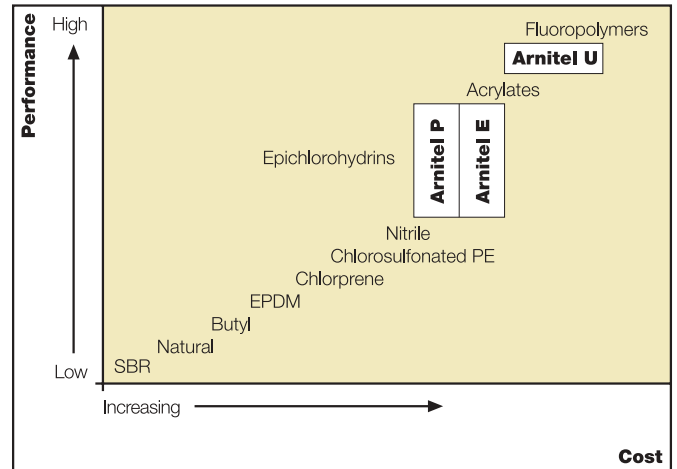 Performance
High
Fluoropolymers
Arnitel U
Acrylates
Arnitel P
Arnitel E
Epichlorohydrins
Nitrile
Chlorosulfonated PE
Chlorprene
EPDM
Butyl
Natural
SBR
Low
Increasing
Cost